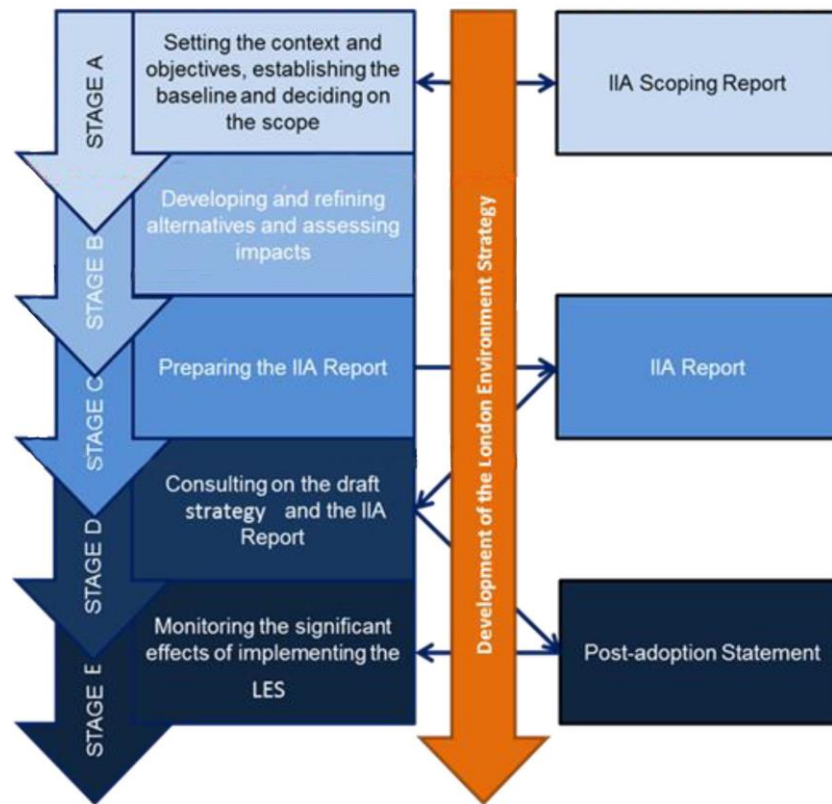 STAGE A
Setting the context and
objectives, establishing the
baseline and deciding on
the scope
IIA Scoping Report
STAGE B
Developing and refining
alternatives and assessing
impacts
Development of the London Environment Strategy
STAGE C
Preparing the IIA Report
IIA Report
STAGE D
Consulting on the draft
strategy and the IIA
Report
STAGE E
Monitoring the significant
effects of implementing the
LES
Post-adoption Statement